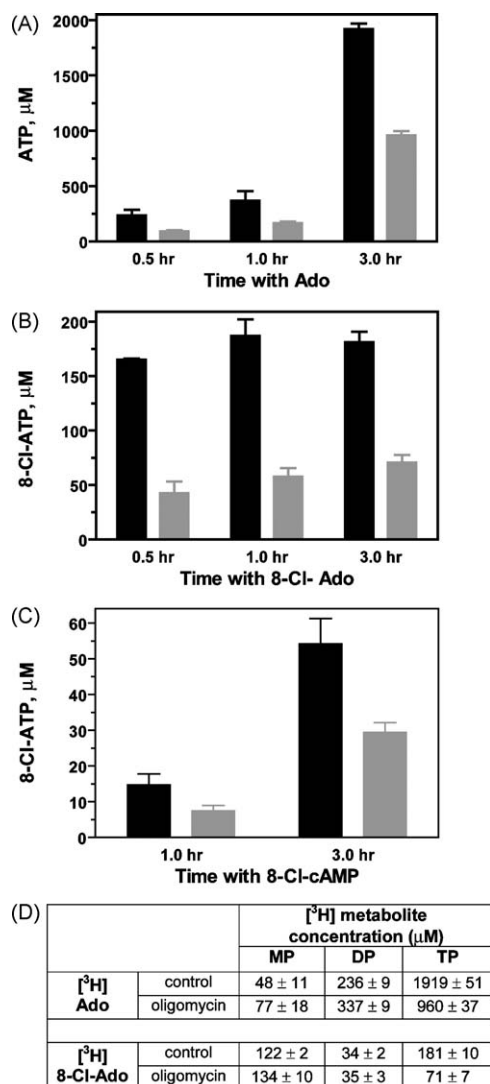 (A)
ATP, μM
2000
1500
1000
500
0
0.5 hr 1.0 hr 3.0 hr
Time with Ado
(B)
8-Cl-ATP, μM
200
150
100
50
0
0.5 hr 1.0 hr 3.0 hr
Time with 8-Cl- Ado
(C)
8-Cl-ATP, μM
60
50
40
30
20
10
0
1.0 hr 3.0 hr
Time with 8-Cl-cAMP
(D)
[³H] metabolite
concentration (μM)
MP DP TP
[³H] Ado
control 48 ± 11 236 ± 9 1919 ± 51
oligomycin 77 ± 18 337 ± 9 960 ± 37
[³H] 8-Cl-Ado
control 122 ± 2 34 ± 2 181 ± 10
oligomycin 134 ± 10 35 ± 3 71 ± 7